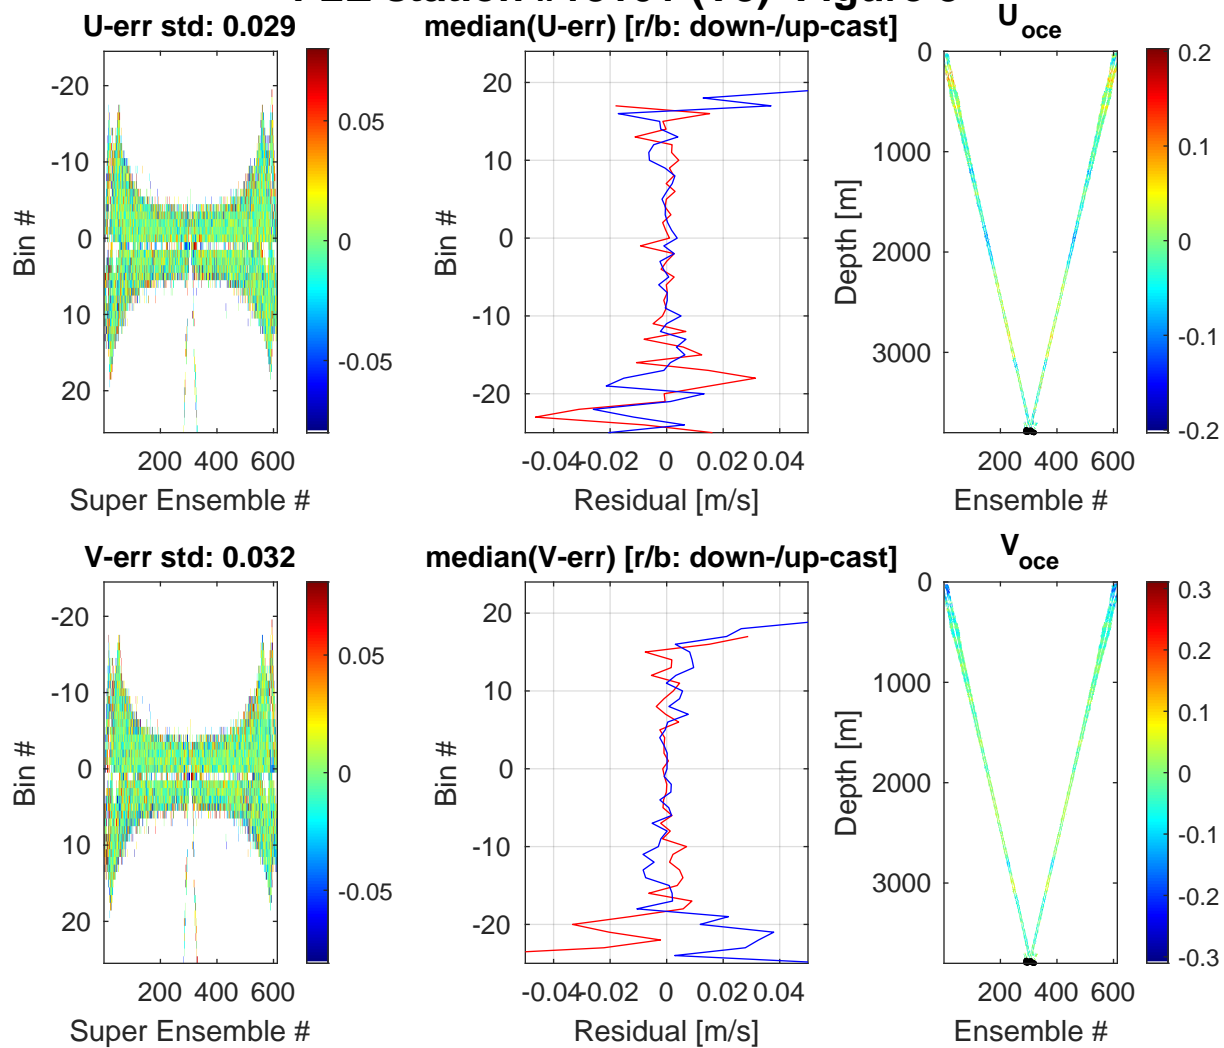 U-err std: 0.029
median(U-err) [r/b: down-/up-cast]
U oce
-20
-10
0
10
20
Bin #
200 400 600
Super Ensemble #
0.05
0
-0.05
20
10
0
-10
-20
Bin #
-0.04 -0.02 0 0.02 0.04
Residual [m/s]
0
1000
2000
3000
Depth [m]
200 400 600
Ensemble #
0.2
0.1
0
-0.1
-0.2
V-err std: 0.032
median(V-err) [r/b: down-/up-cast]
V oce
-20
-10
0
10
20
Bin #
200 400 600
Super Ensemble #
0.05
0
-0.05
20
10
0
-10
-20
Bin #
-0.04 -0.02 0 0.02 0.04
Residual [m/s]
0
1000
2000
3000
Depth [m]
200 400 600
Ensemble #
0.3
0.2
0.1
0
-0.1
-0.2
-0.3